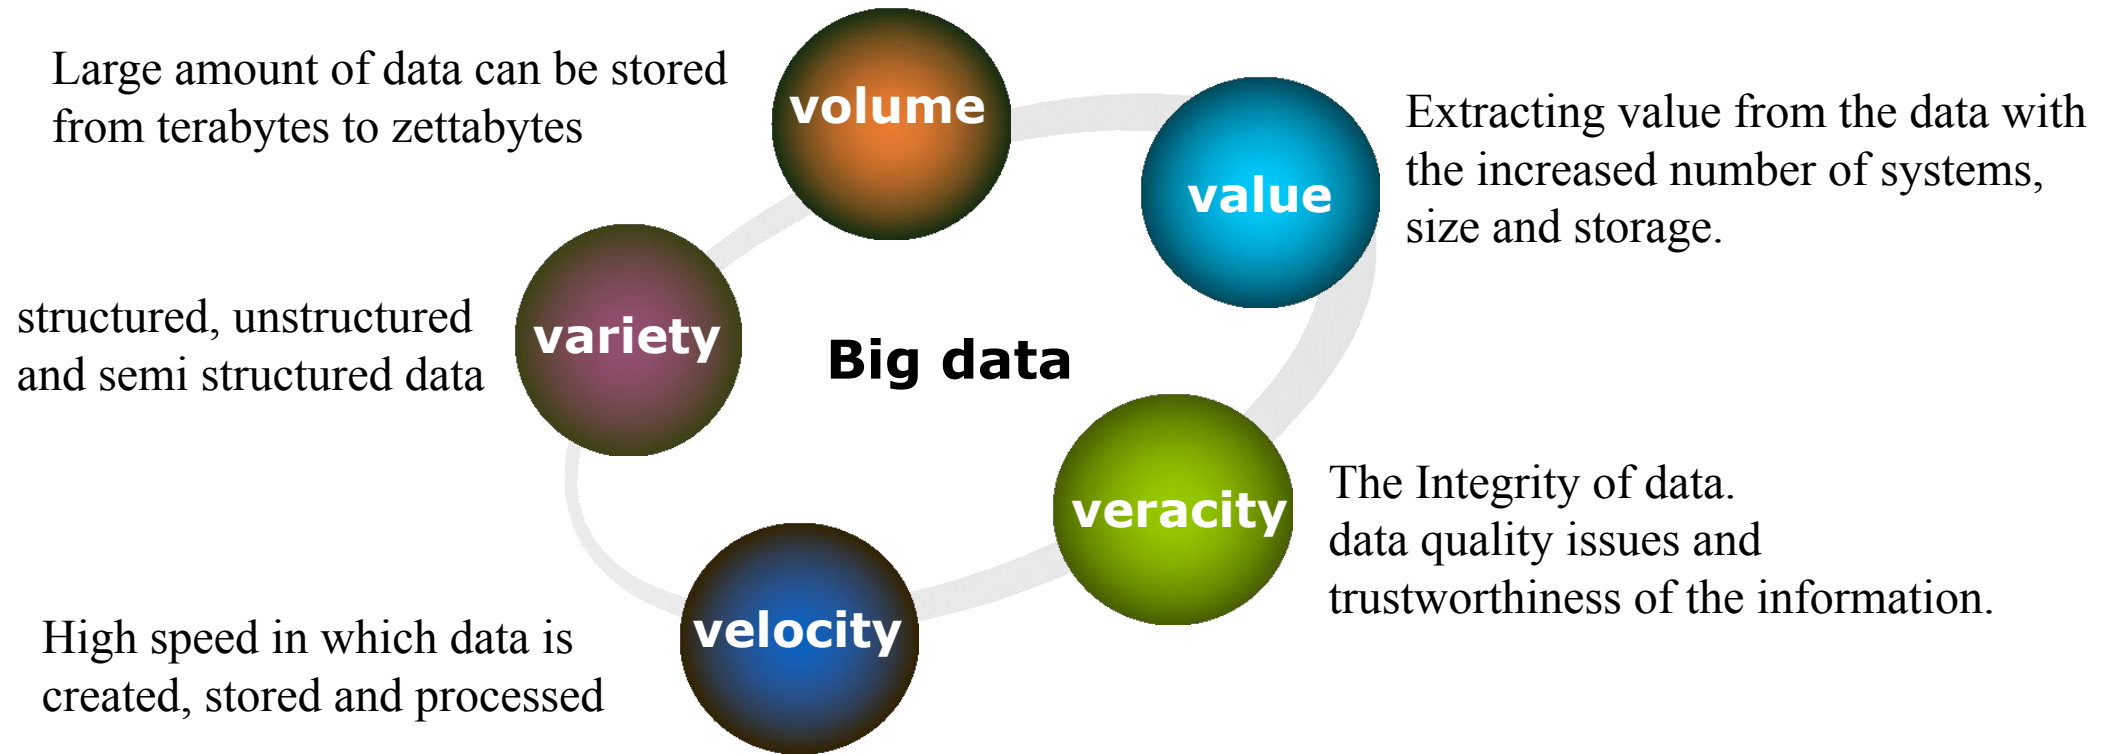 Large amount of data can be stored
from terabytes to zettabytes
volume
value
Extracting value from the data with
the increased number of systems,
size and storage.
structured, unstructured
and semi structured data
variety
Big data
veracity
The Integrity of data.
data quality issues and
trustworthiness of the information.
High speed in which data is
created, stored and processed
velocity